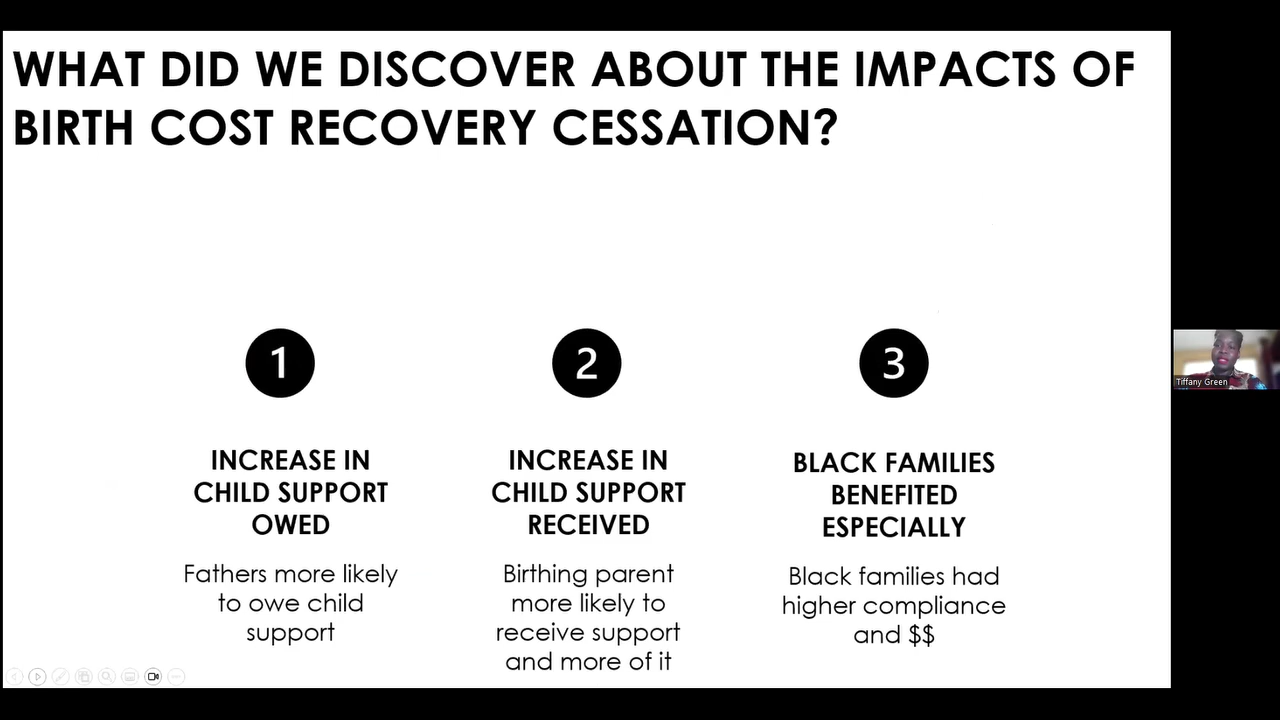 WHAT DID WE DISCOVER ABOUT THE IMPACTS OF
BIRTH COST RECOVERY CESSATION?
1
INCREASE IN
CHILD SUPPORT
OWED
Fathers more likely
to owe child
support
2
INCREASE IN
CHILD SUPPORT
RECEIVED
Birthing parent
more likely to
receive support
and more of it
3
BLACK FAMILIES
BENEFITED
ESPECIALLY
Black families had
higher compliance
and $$
Tiffany Green